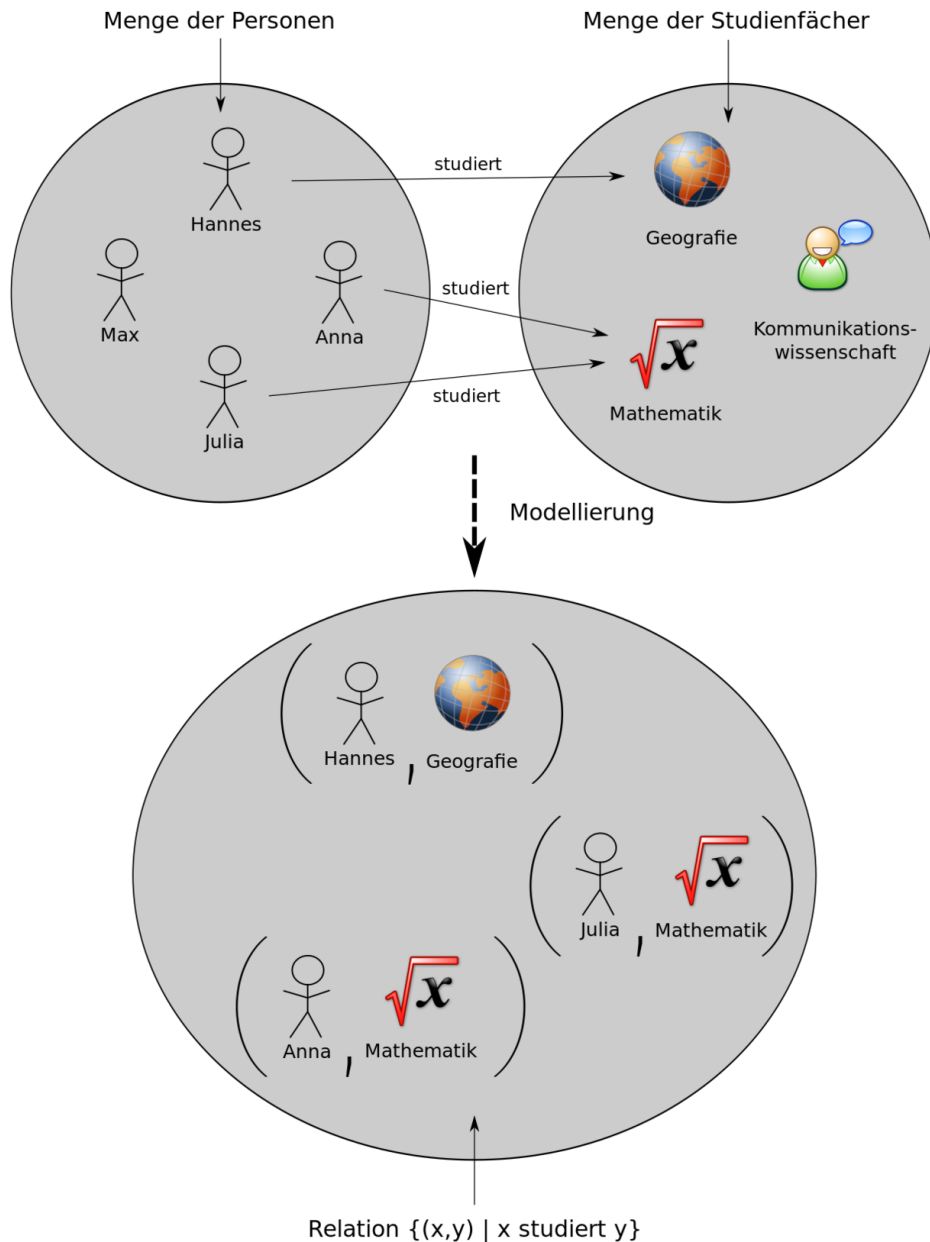 Menge der Personen
Menge der Studienfächer
Hannes
studiert
Geografie
Max
Anna
studiert
Kommunikations-
wissenschaft
Julia
studiert
Mathematik
Modellierung
( Hannes , Geografie )
( Julia , Mathematik )
( Anna , Mathematik )
Relation {(x,y) | x studiert y}